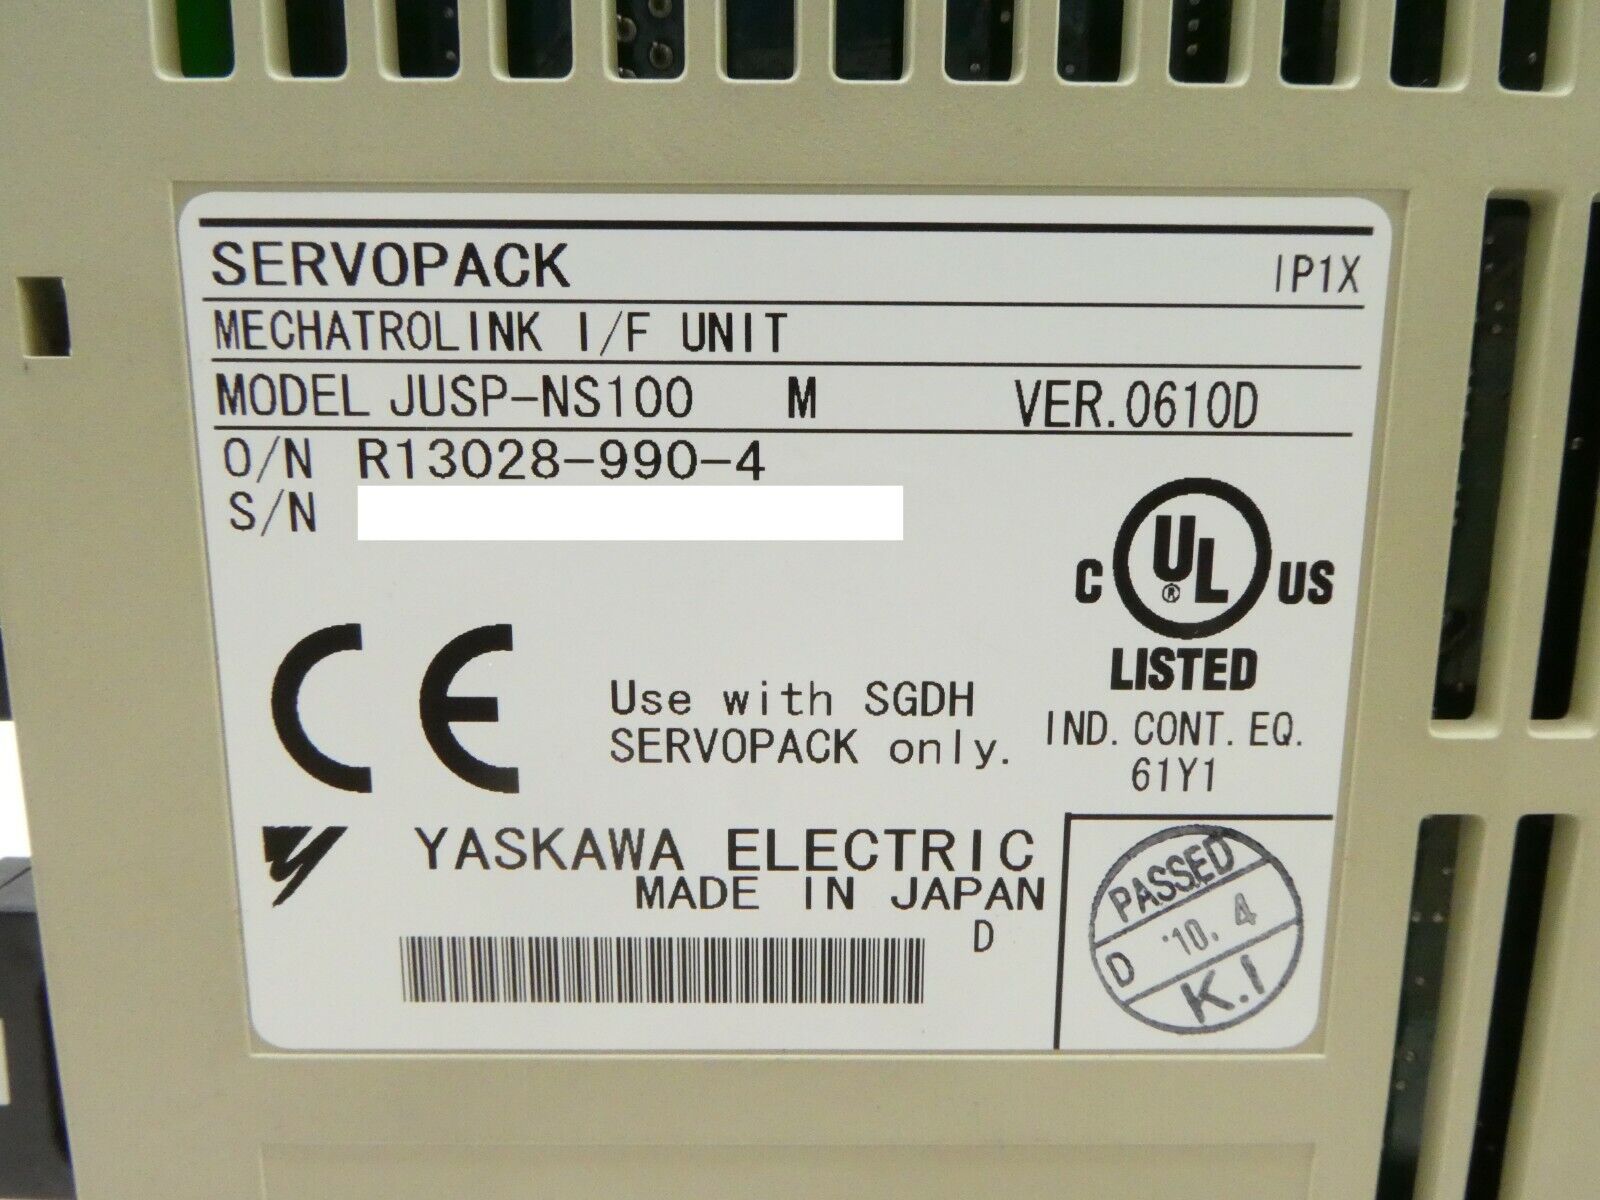 SERVOPACK IP1X
MECHATROLINK I/F UNIT
MODEL JUSP-NS100 M VER.0610D
O/N R13028-990-4
S/N
C UL ® US
LISTED
IND. CONT. EQ.
61Y1
CE
Use with SGDH
SERVOPACK only.
YASKAWA ELECTRIC
MADE IN JAPAN
D
PASSED
D '10. 4
K.I